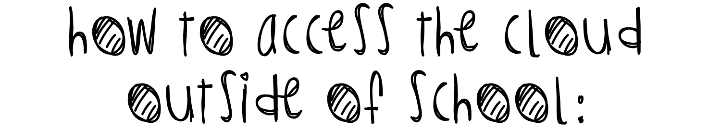 how to access the cloud
outside of school: